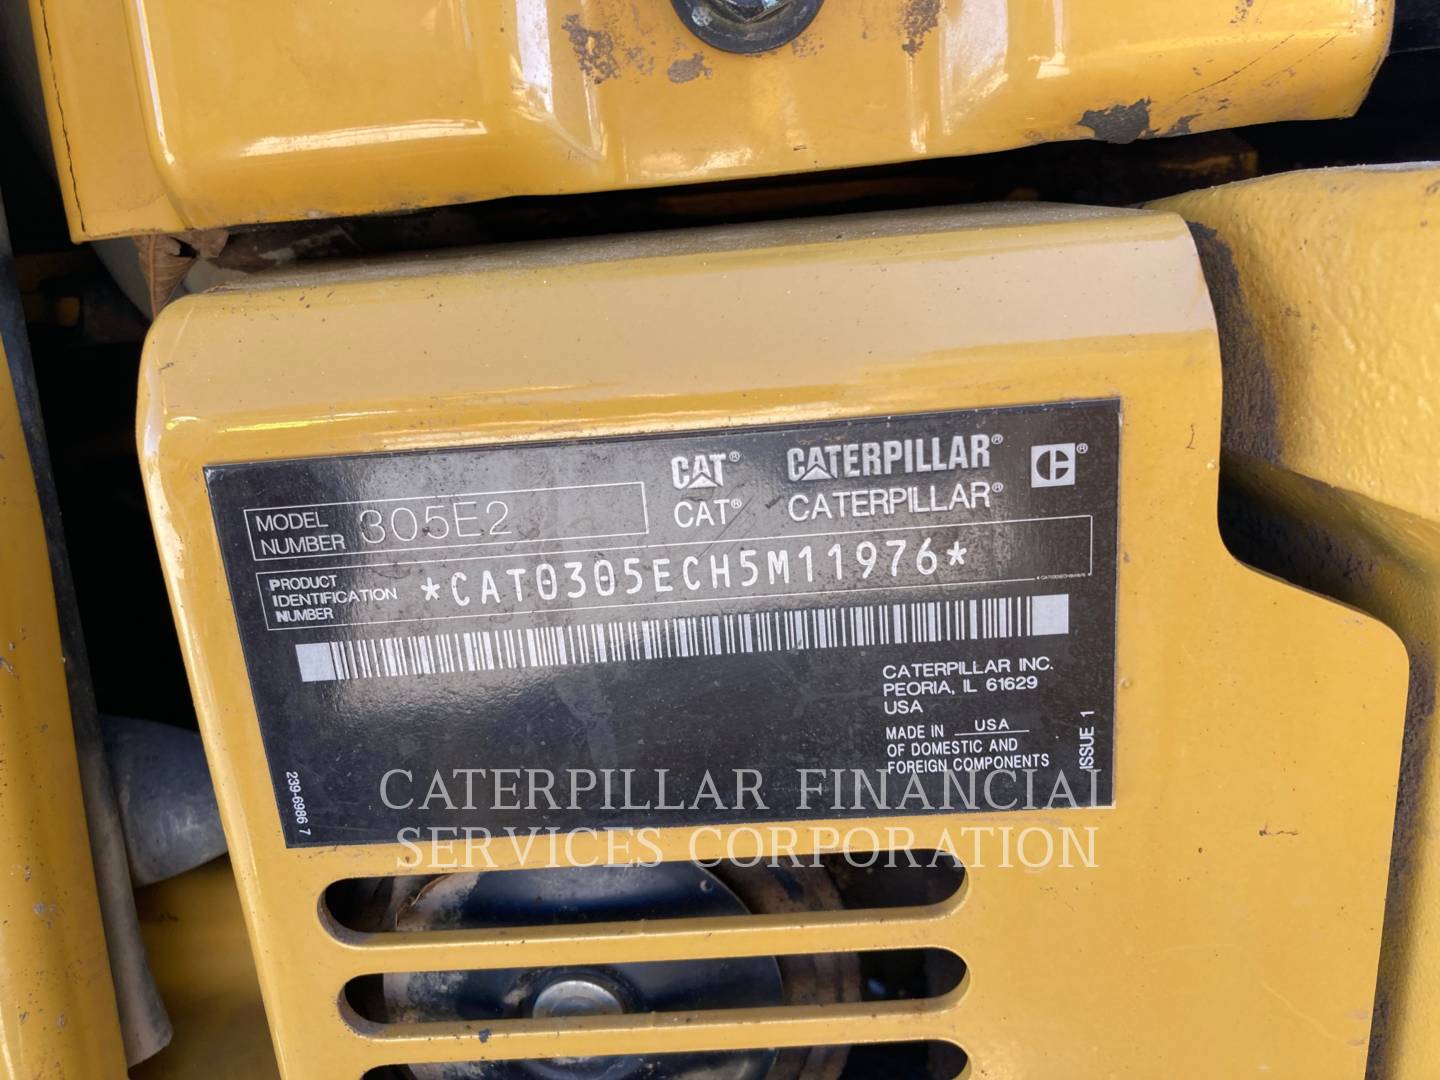 CAT® CATERPILLAR® ®
CAT® CATERPILLAR®
MODEL
NUMBER 305E2
PRODUCT
IDENTIFICATION
NUMBER
*CAT0305ECH5M11976*
CATERPILLAR INC.
PEORIA, IL 61629
USA
MADE IN USA
OF DOMESTIC AND
FOREIGN COMPONENTS
ISSUE 1
239-6986 7
CATERPILLAR FINANCIAL
SERVICES CORPORATION